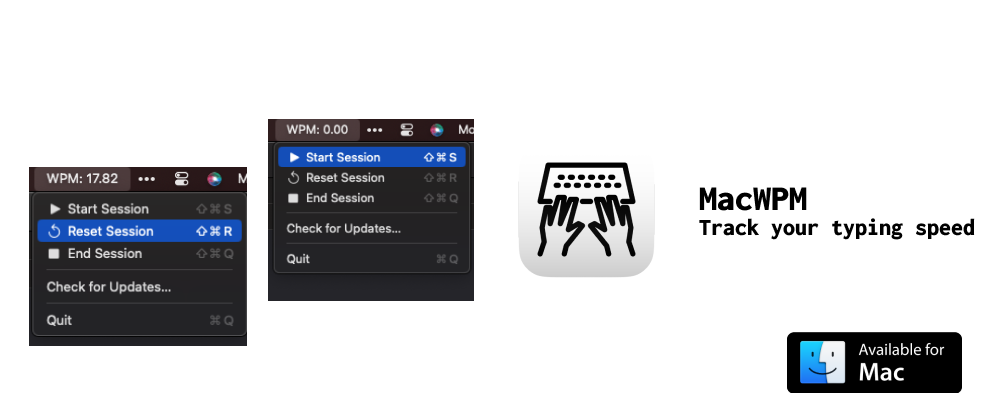 WPM: 17.82 •••
Start Session ⇧⌘S
Reset Session ⇧⌘R
End Session ⇧⌘Q
Check for Updates...
Quit ⌘Q
WPM: 0.00 •••
Start Session ⇧⌘S
Reset Session ⇧⌘R
End Session ⇧⌘Q
Check for Updates...
Quit ⌘Q
MacWPM
Track your typing speed
Available for
Mac